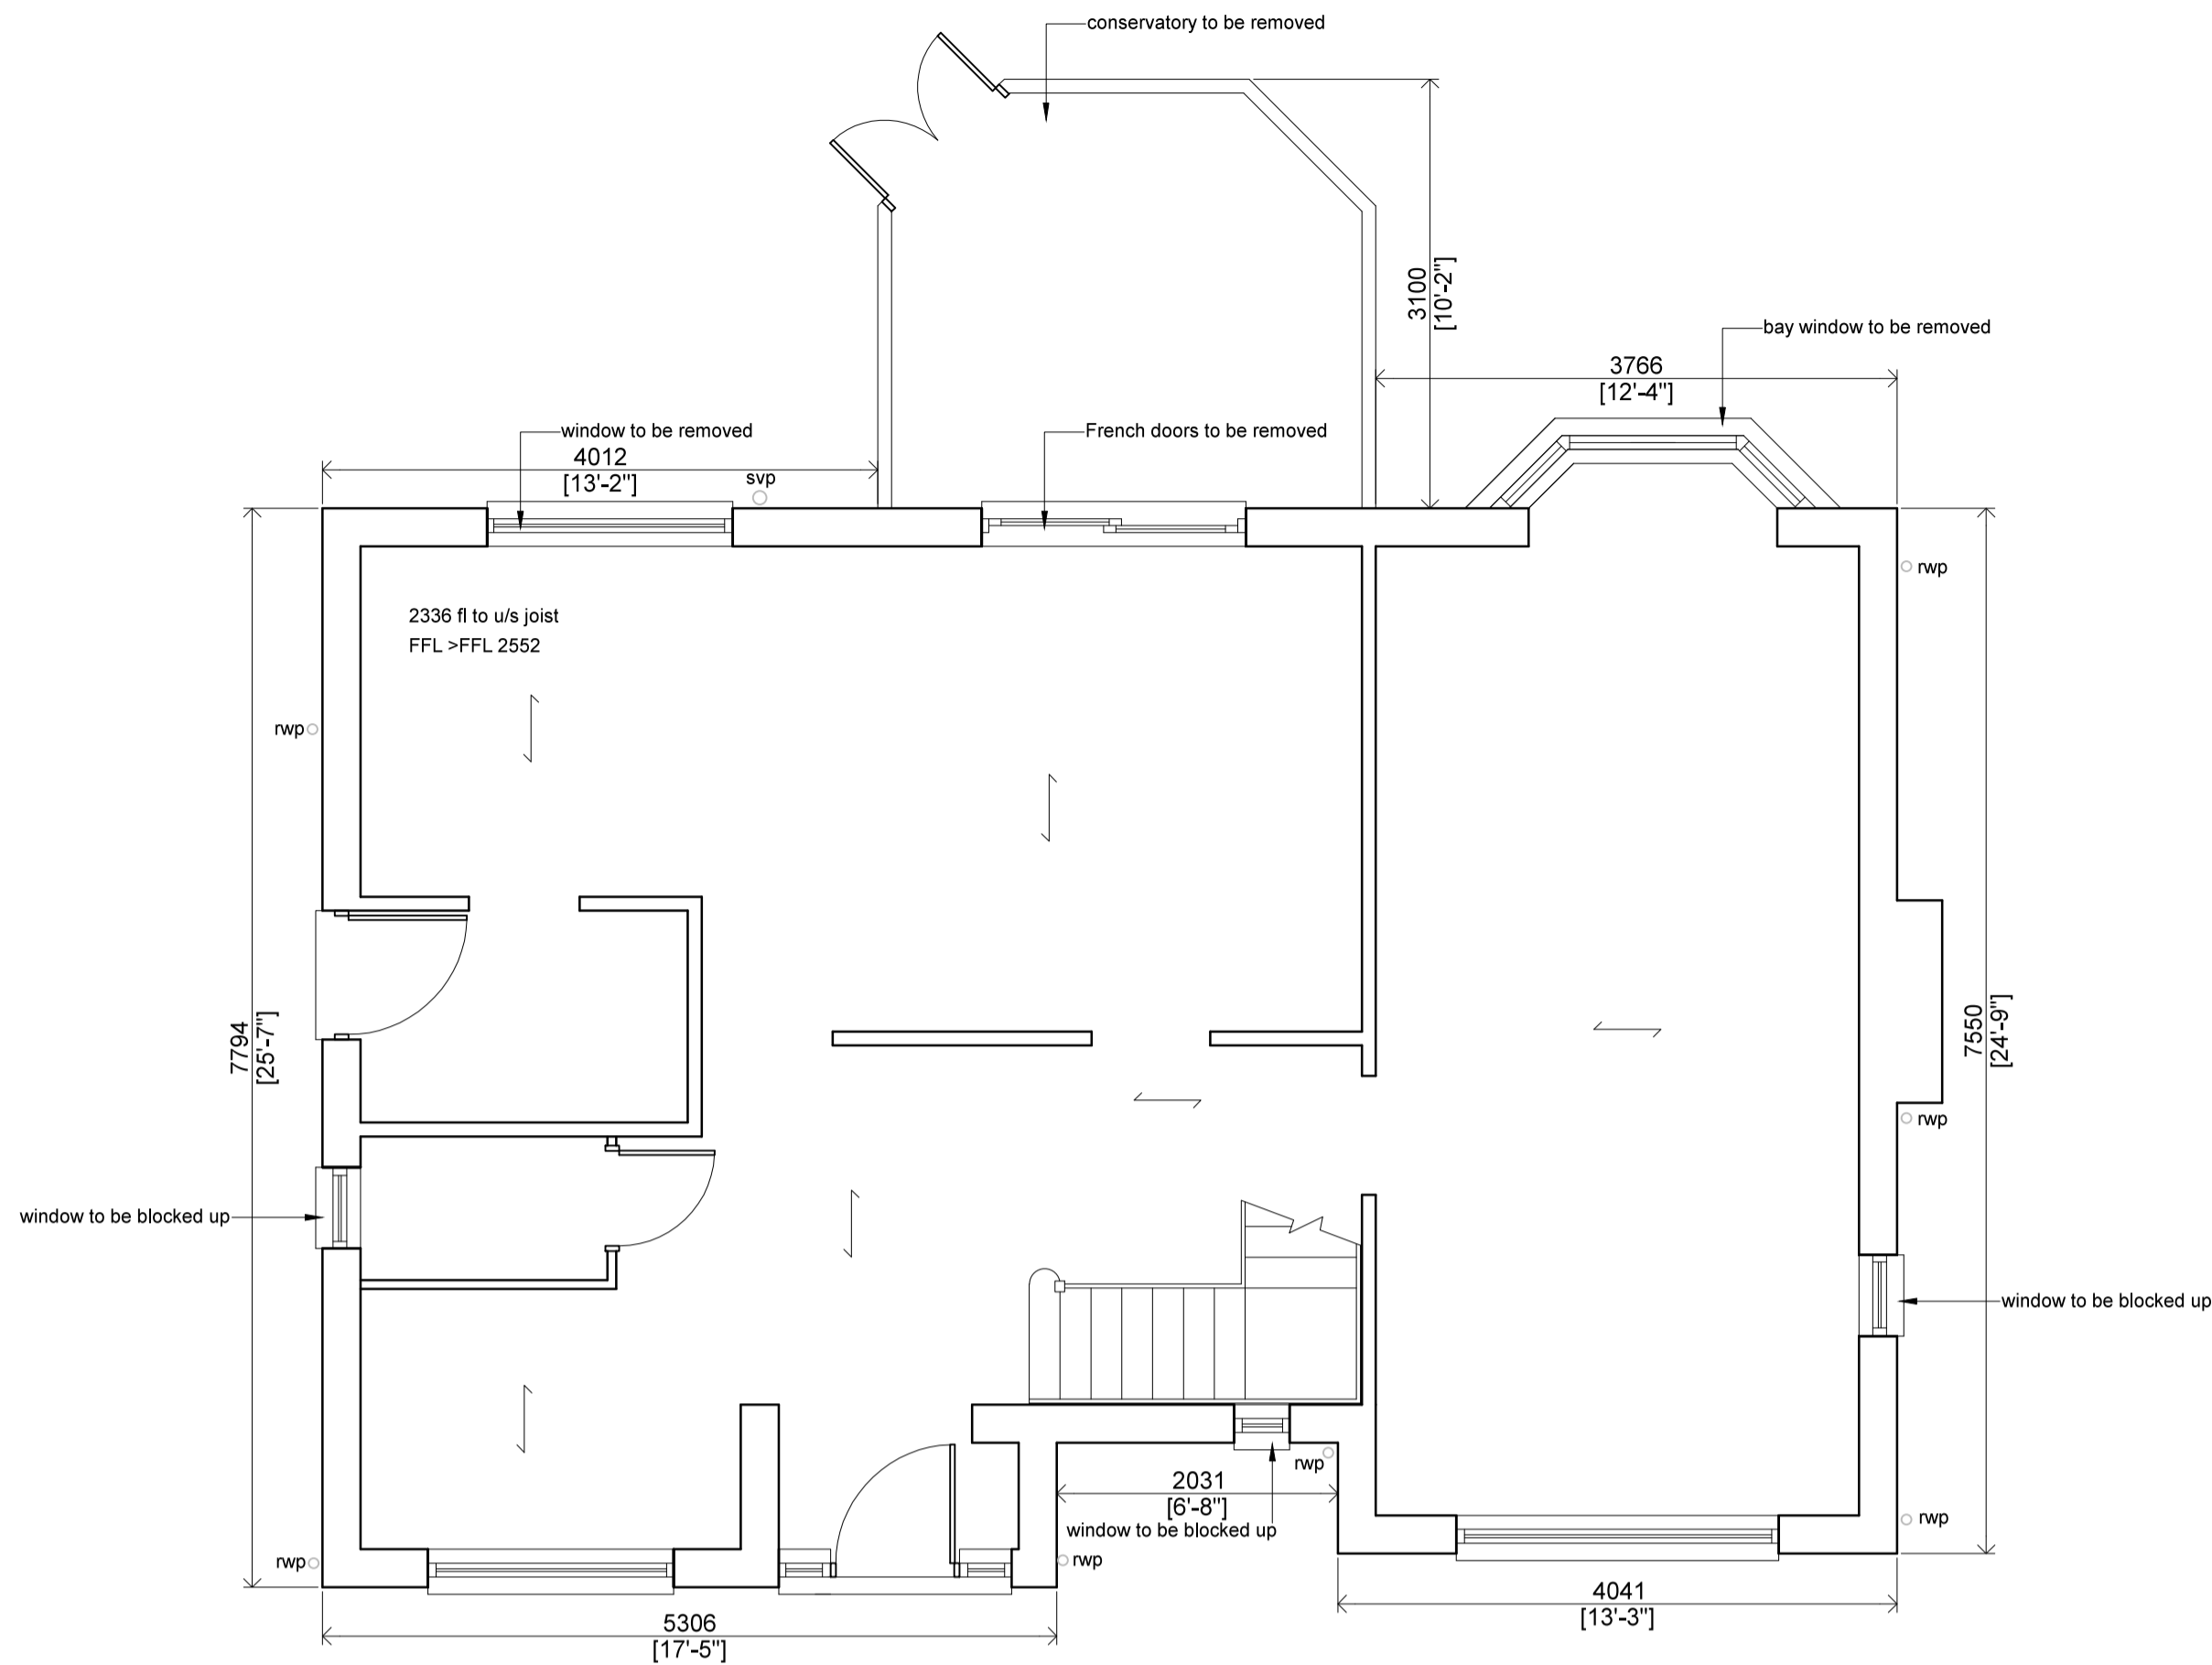 conservatory to be removed
3100
[10'-2"]
bay window to be removed
3766
[12'-4"]
window to be removed
French doors to be removed
4012
[13'-2"]
svp
rwp
2336 fl to u/s joist
FFL >FFL 2552
rwp
7794
[25'-7"]
7550
[24'-9"]
rwp
window to be blocked up
window to be blocked up
rwp
2031
[6'-8"]
window to be blocked up
rwp
rwp
rwp
4041
[13'-3"]
5306
[17'-5"]